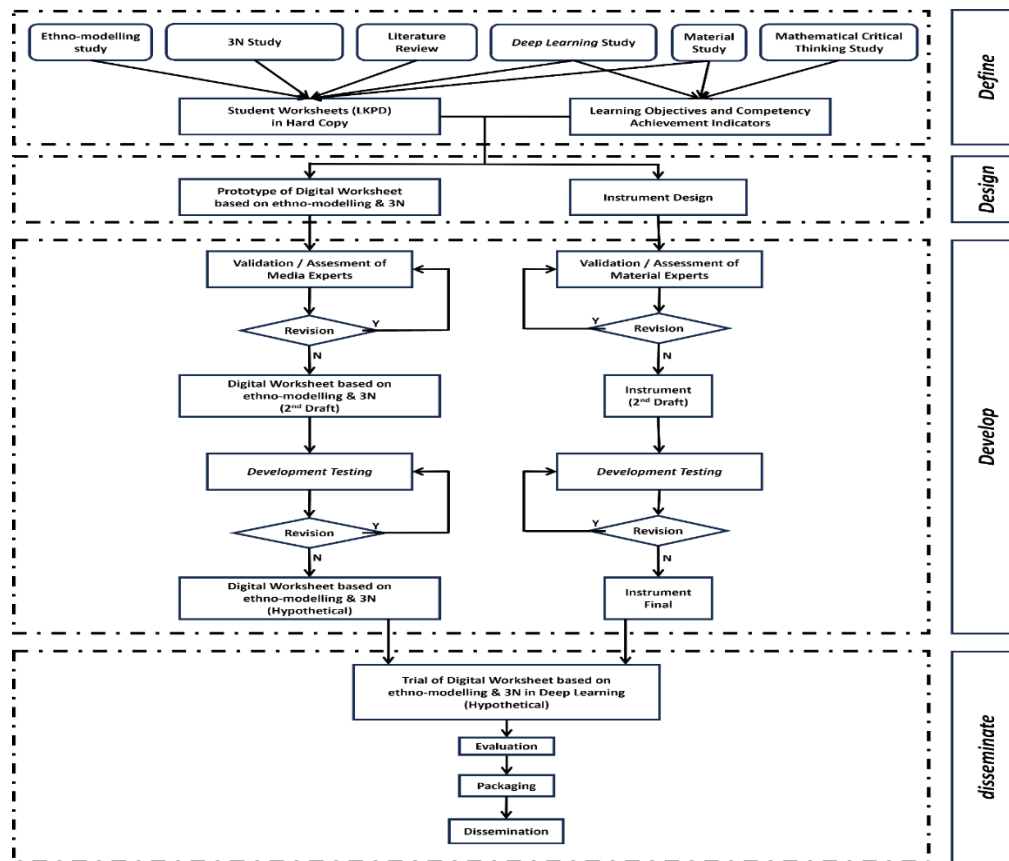 Ethno-modelling
study
3N Study
Literature
Review
Deep Learning Study
Material
Study
Mathematical Critical
Thinking Study
Define
Student Worksheets (LKPD)
in Hard Copy
Learning Objectives and Competency
Achievement Indicators
Prototype of Digital Worksheet
based on ethno-modelling & 3N
Instrument Design
Design
Validation / Assesment of
Media Experts
Validation / Assesment of
Material Experts
Revision
Y
N
Revision
Y
N
Digital Worksheet based on
ethno-modelling & 3N
(2nd Draft)
Instrument
(2nd Draft)
Develop
Development Testing
Development Testing
Revision
Y
N
Revision
Y
N
Digital Worksheet based on
ethno-modelling & 3N
(Hypothetical)
Instrument
Final
Trial of Digital Worksheet based on
ethno-modelling & 3N in Deep Learning
(Hypothetical)
Evaluation
Packaging
Dissemination
disseminate